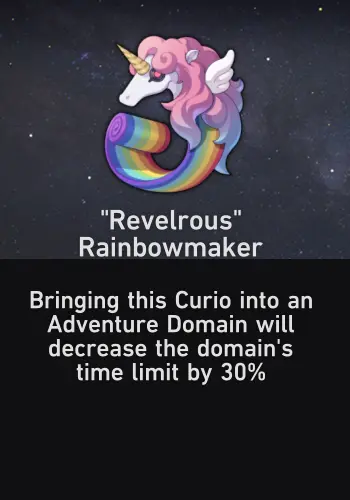 "Revelrous"
Rainbowmaker
Bringing this Curio into an
Adventure Domain will
decrease the domain's
time limit by 30%